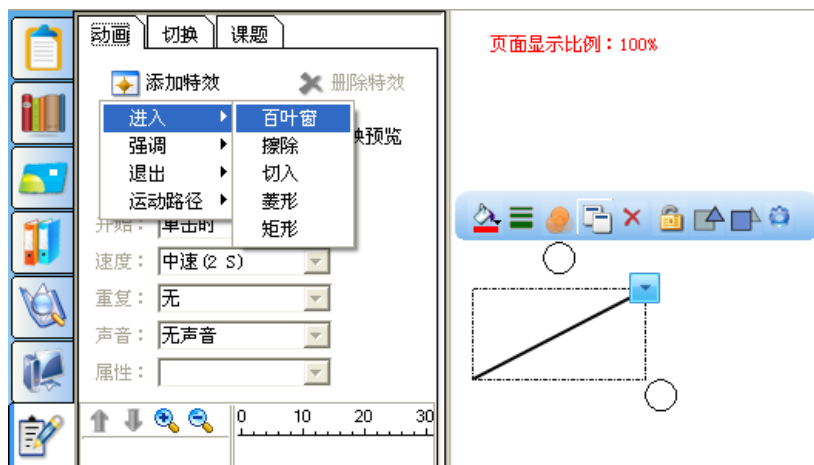 动画 切换 课题
页面显示比例：100%
添加特效 删除特效
进入 百叶窗
映预览
强调 擦除
退出 切入
运动路径 菱形
开始： 单击时 矩形
速度： 中速(2 S)
重复： 无
声音： 无声音
属性：
0 10 20 30